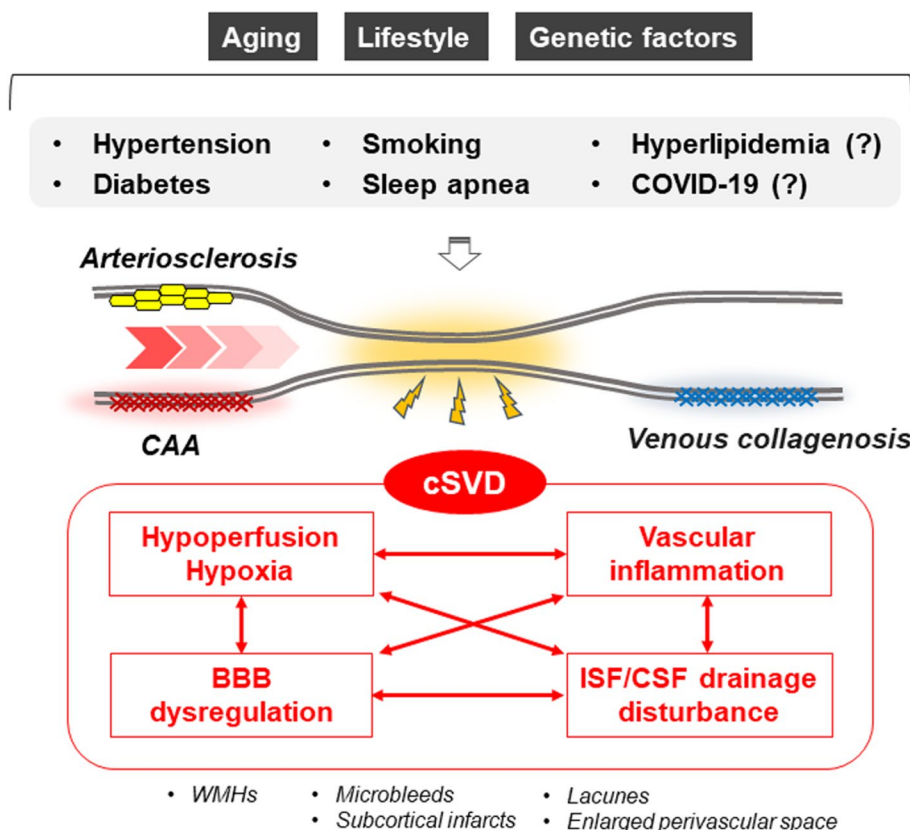 Aging Lifestyle Genetic factors
• Hypertension • Smoking • Hyperlipidemia (?)
• Diabetes • Sleep apnea • COVID-19 (?)
Arteriosclerosis
CAA
Venous collagenosis
cSVD
Hypoperfusion
Hypoxia
Vascular
inflammation
BBB
dysregulation
ISF/CSF drainage
disturbance
• WMHs • Microbleeds • Lacunes
• Subcortical infarcts • Enlarged perivascular space